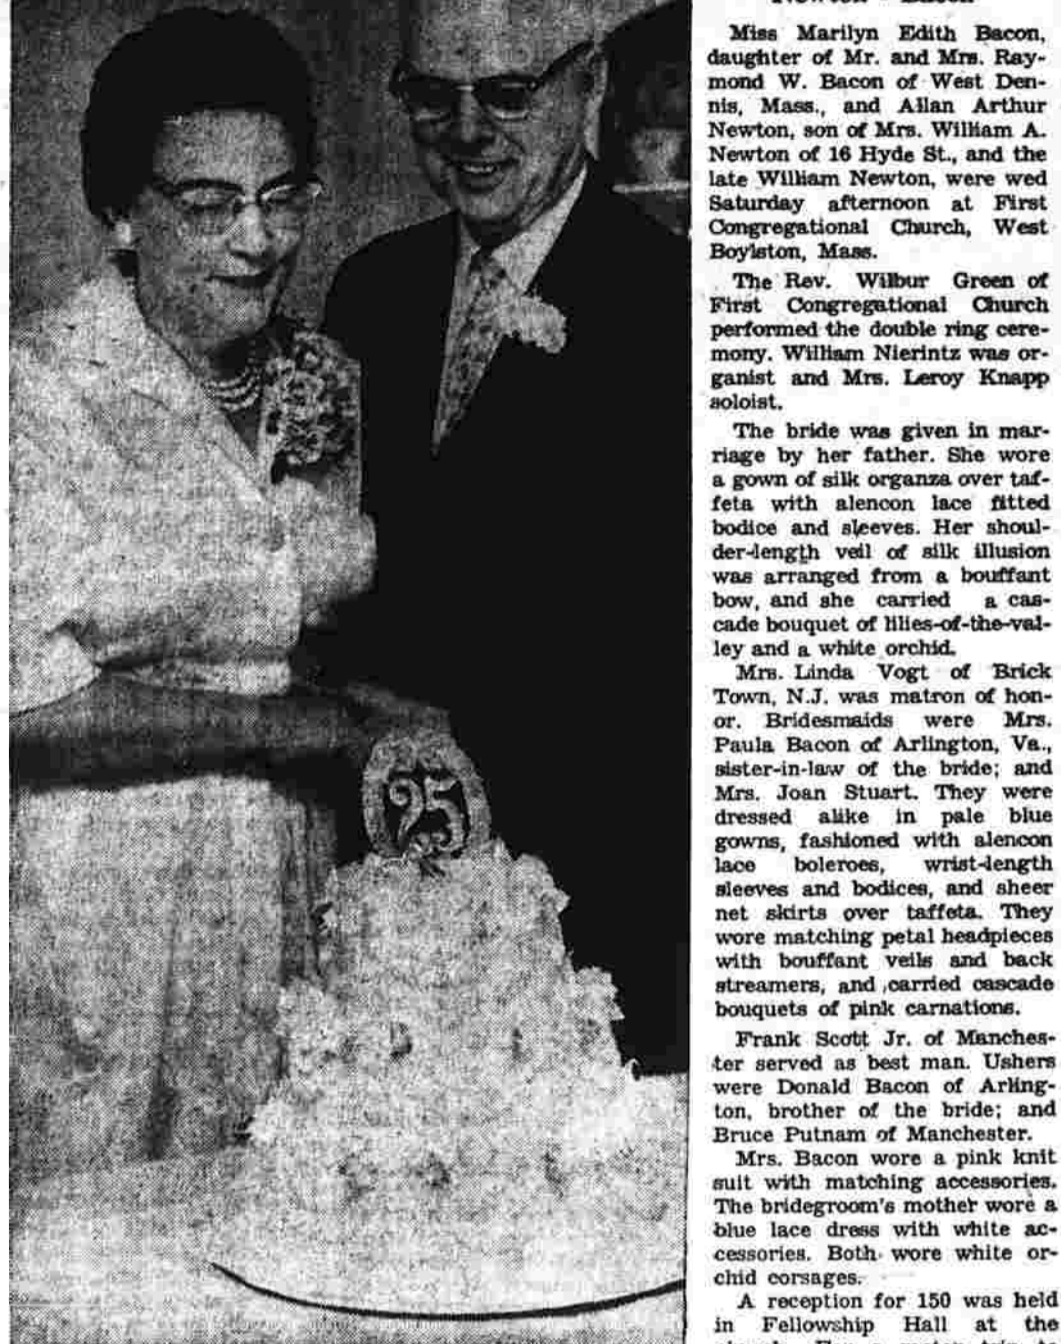 25
Newton - Bacon
Miss Marilyn Edith Bacon,
daughter of Mr. and Mrs. Ray-
mond W. Bacon of West Den-
nis, Mass., and Allan Arthur
Newton, son of Mrs. William A.
Newton of 16 Hyde St., and the
late William Newton, were wed
Saturday afternoon at First
Congregational Church, West
Boylston, Mass.
The Rev. Wilbur Green of
First Congregational Church
performed the double ring cere-
mony. William Nierintz was or-
ganist and Mrs. Leroy Knapp
soloist.
The bride was given in mar-
riage by her father. She wore
a gown of silk organza over taf-
feta with alencon lace fitted
bodice and sleeves. Her shoul-
der-length veil of silk illusion
was arranged from a bouffant
bow, and she carried a cas-
cade bouquet of lilies-of-the-val-
ley and a white orchid.
Mrs. Linda Vogt of Brick
Town, N.J. was matron of hon-
or. Bridesmaids were Mrs.
Paula Bacon of Arlington, Va.,
sister-in-law of the bride; and
Mrs. Joan Stuart. They were
dressed alike in pale blue
gowns, fashioned with alencon
lace boleroes, wrist-length
sleeves and bodices, and sheer
net skirts over taffeta. They
wore matching petal headpieces
with bouffant veils and back
streamers, and carried cascade
bouquets of pink carnations.
Frank Scott Jr. of Manches-
ter served as best man. Ushers
were Donald Bacon of Arling-
ton, brother of the bride; and
Bruce Putnam of Manchester.
Mrs. Bacon wore a pink knit
suit with matching accessories.
The bridegroom's mother wore a
blue lace dress with white ac-
cessories. Both wore white or-
chid corsages.
A reception for 150 was held
in Fellowship Hall at the